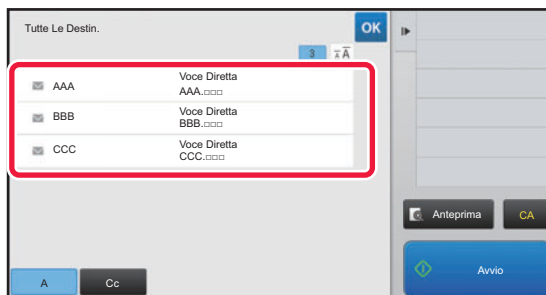 Tutte Le Destin.
OK
3
AAA
Voce Diretta
AAA.□□□
BBB
Voce Diretta
BBB.□□□
CCC
Voce Diretta
CCC.□□□
Anteprima
CA
Avvio
A
Cc